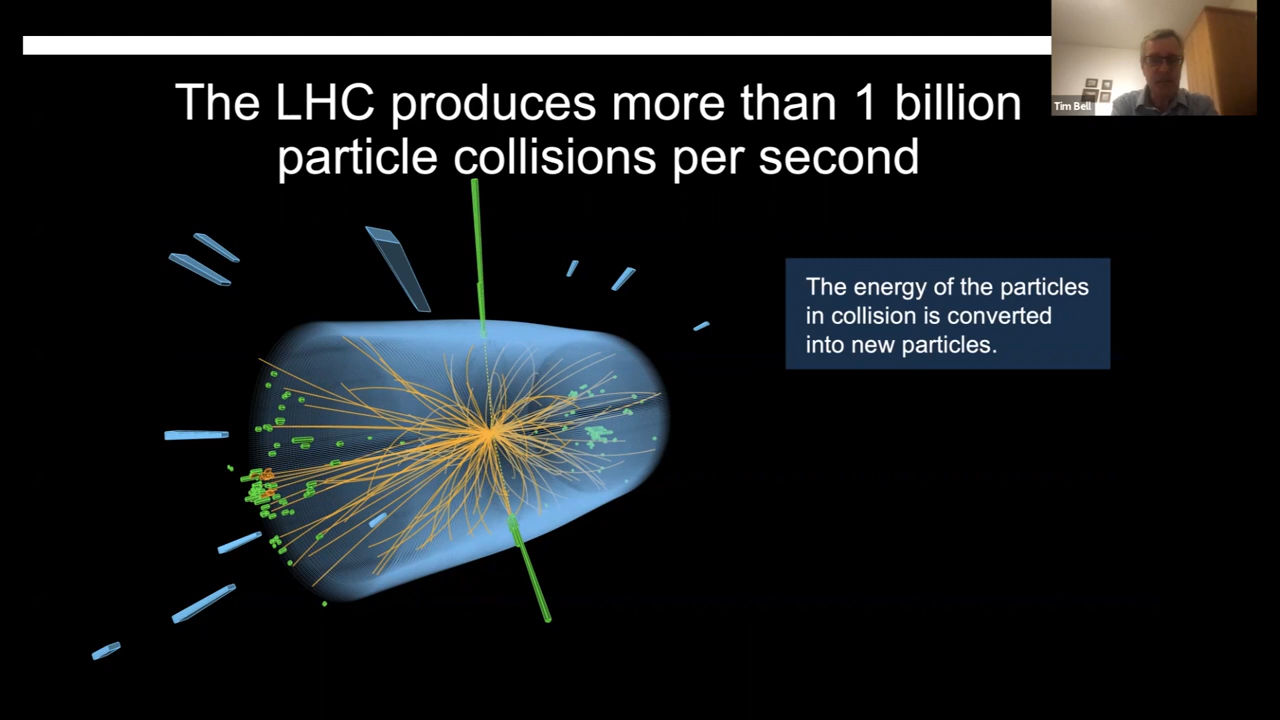 The LHC produces more than 1 billion
particle collisions per second
Tim Bell
The energy of the particles
in collision is converted
into new particles.